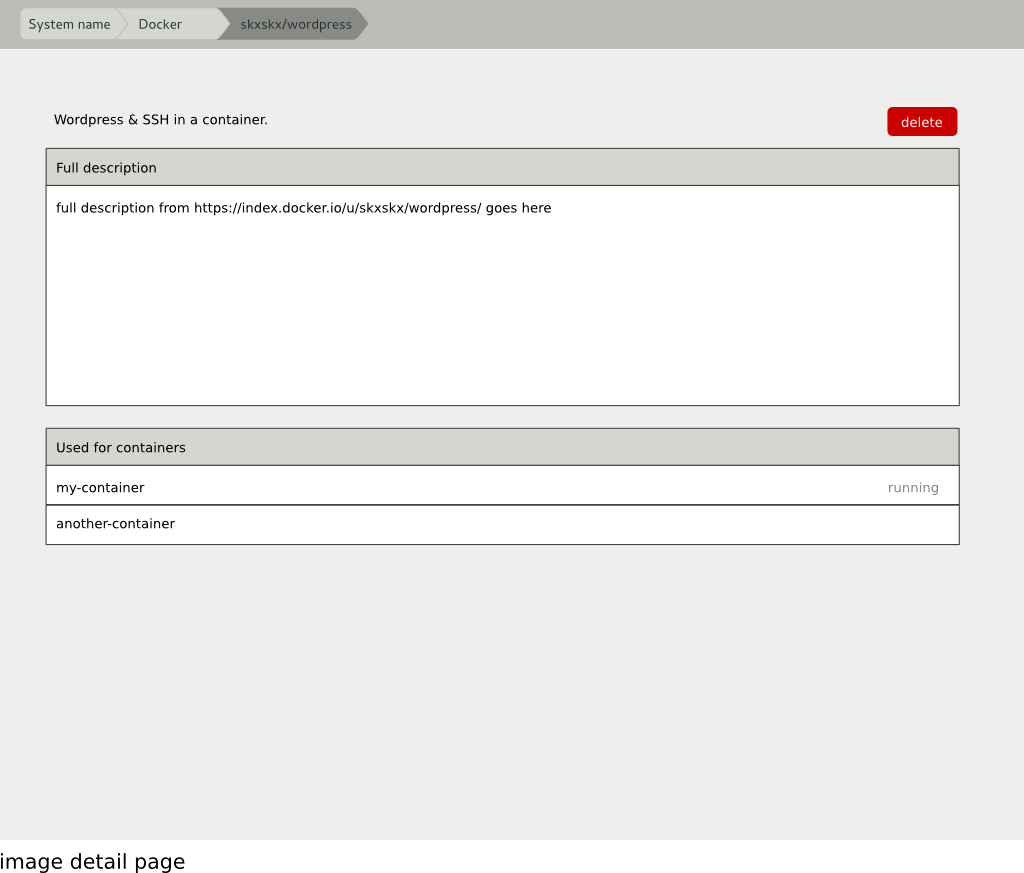 System name Docker skxskx/wordpress
Wordpress & SSH in a container.
delete
Full description
full description from https://index.docker.io/u/skxskx/wordpress/ goes here
Used for containers
my-container running
another-container
image detail page